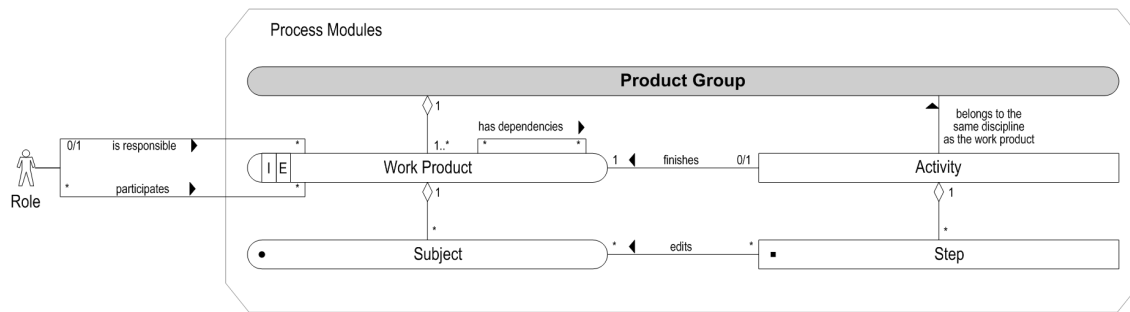 Process Modules
Product Group
1
belongs to the
same discipline
as the work product
has dependencies
1..*
*
*
0/1
is responsible
*
I
E
Work Product
1
finishes
0/1
Activity
*
participates
*
Role
1
1
*
*
Subject
*
edits
*
Step